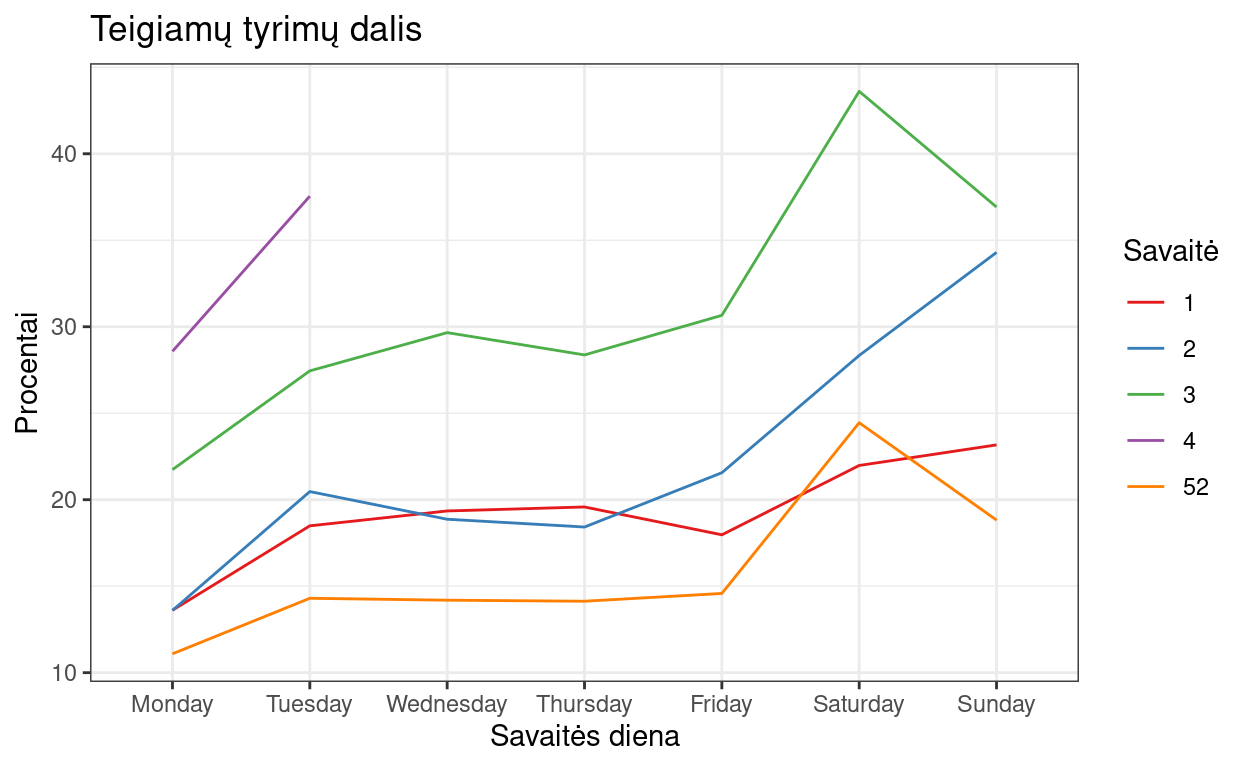 Teigiamų tyrimų dalis
Procentai
40
30
20
10
Monday Tuesday Wednesday Thursday Friday Saturday Sunday
Savaitės diena
Savaitė
1
2
3
4
52